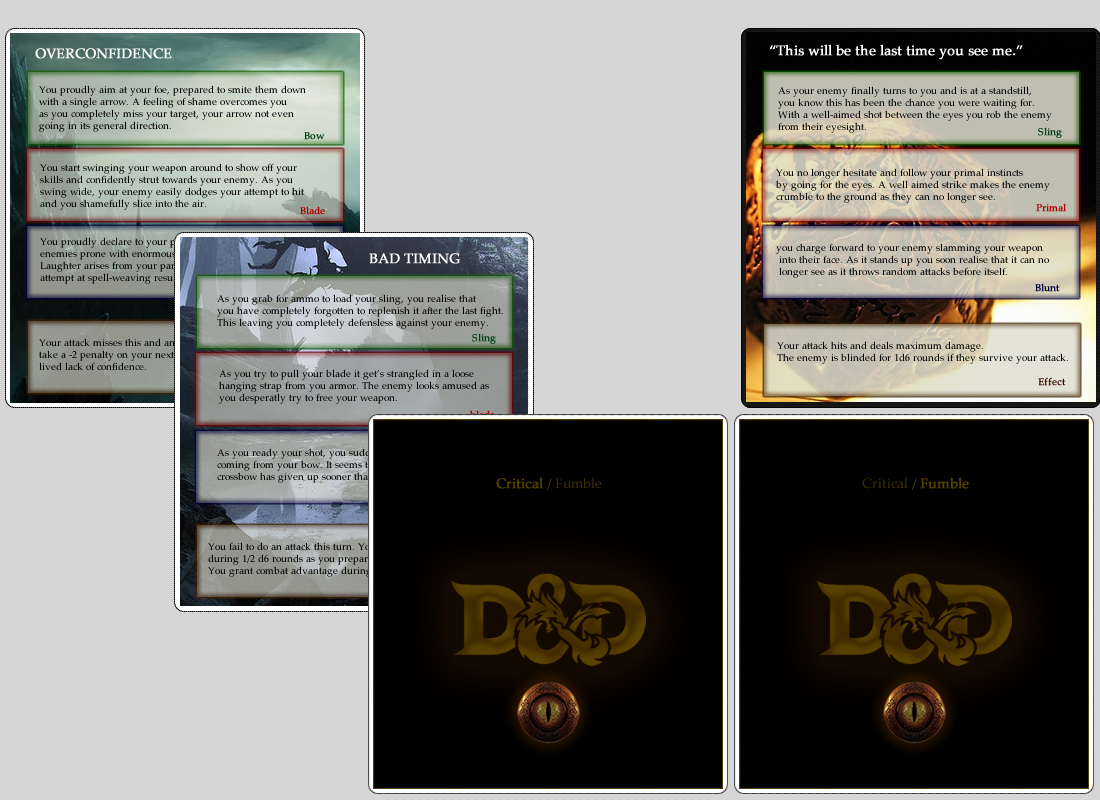 OVERCONFIDENCE
You proudly aim at your foe, prepared to smite them down
with a single arrow. A feeling of shame overcomes you
as you completely miss your target, your arrow not even
going in its general direction.
Bow
You start swinging your weapon around to show off your
skills and confidently strut towards your enemy. As you
swing wide, your enemy easily dodges your attempt to hit
and you shamefully slice into the air.
Blade
You proudly declare to your
enemies prone with enormous
Laughter arises from your
attempt at spell-weaving
Your attack misses this and
take a -2 penalty on your next
lived lack of confidence.
BAD TIMING
As you grab for ammo to load your sling, you realise that
you have completely forgotten to replenish it after the last fight.
This leaving you completely defensless against your enemy.
Sling
As you try to pull your blade it get's strangled in a loose
hanging strap from you armor. The enemy looks amused as
you desperatly try to free your weapon.
blade
As you ready your shot, you
coming from your bow. It seems
crossbow has given up sooner
You fail to do an attack this turn.
during 1/2 d6 rounds as you
You grant combat advantage during
“This will be the last time you see me.”
As your enemy finally turns to you and is at a standstill,
you know this has been the chance you were waiting for.
With a well-aimed shot between the eyes you rob the enemy
from their eyesight.
Sling
You no longer hesitate and follow your primal instincts
by going for the eyes. A well aimed strike makes the enemy
crumble to the ground as they can no longer see.
Primal
you charge forward to your enemy slamming your weapon
into their face. As it stands up you soon realise that it can no
longer see as it throws random attacks before itself.
Blunt
Your attack hits and deals maximum damage.
The enemy is blinded for 1d6 rounds if they survive your attack.
Effect
Critical / Fumble
D&D
Critical / Fumble
D&D